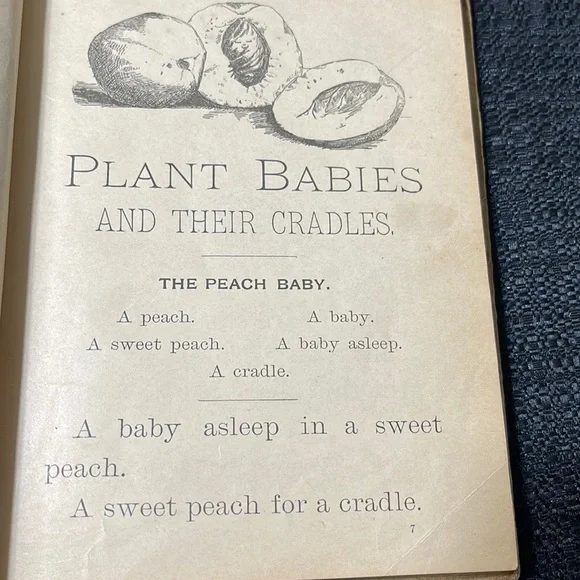 PLANT BABIES
AND THEIR CRADLES.
THE PEACH BABY.
A peach. A baby.
A sweet peach. A baby asleep.
A cradle.
A baby asleep in a sweet
peach.
A sweet peach for a cradle.
7